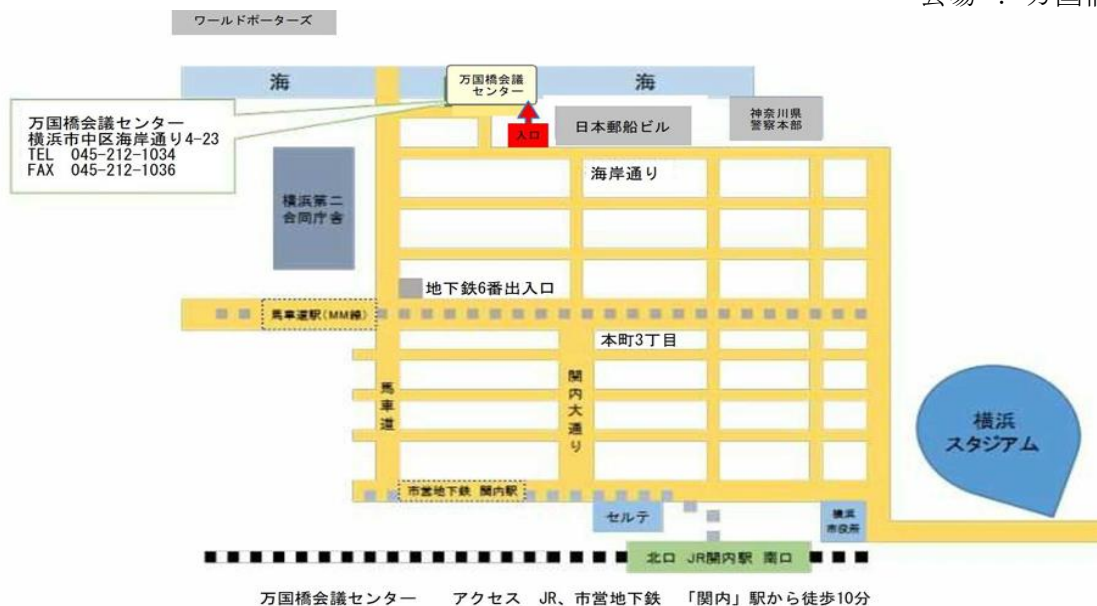 会場 : 万国
ワールドポーターズ
海
万国橋会議
センター
海
万国橋会議センター
横浜市中区海岸通り4-23
TEL 045-212-1034
FAX 045-212-1036
入口
日本郵船ビル
神奈川県
警察本部
海岸通り
横浜第二
合同庁舎
地下鉄6番出入口
馬車道駅(MM線)
本町3丁目
馬車道
関内大通り
横浜
スタジアム
市営地下鉄 関内駅
セルテ
横浜
市役所
北口 JR関内駅 南口
万国橋会議センター アクセス JR、市営地下鉄 「関内」駅から徒歩10分